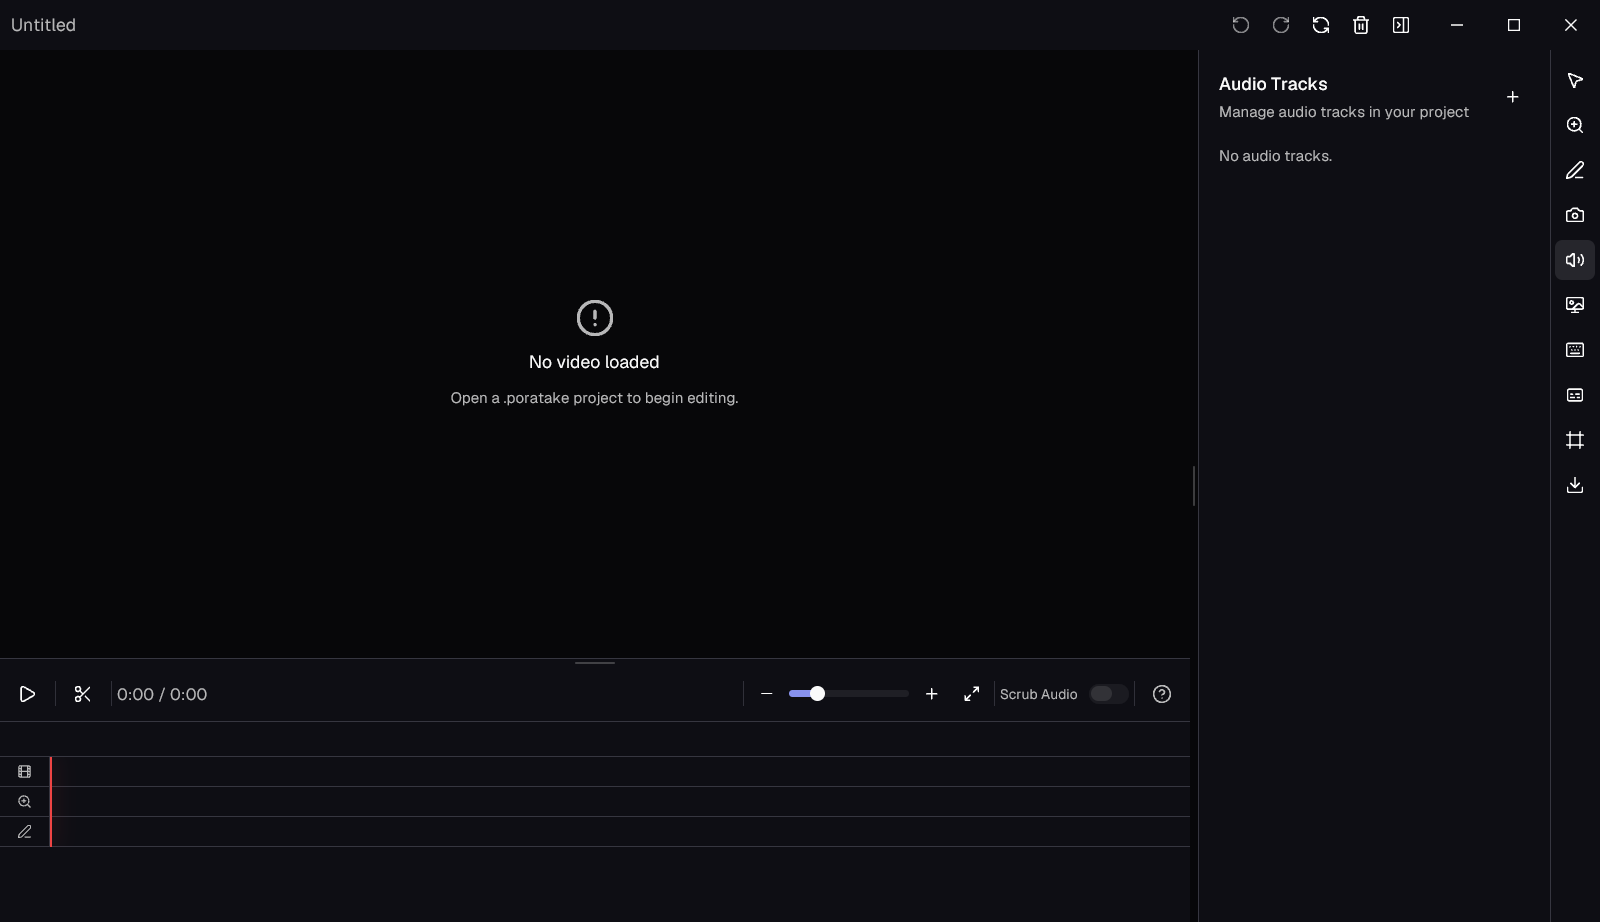 Untitled
Audio Tracks
Manage audio tracks in your project
No audio tracks.
No video loaded
Open a .poratake project to begin editing.
0:00 / 0:00
Scrub Audio